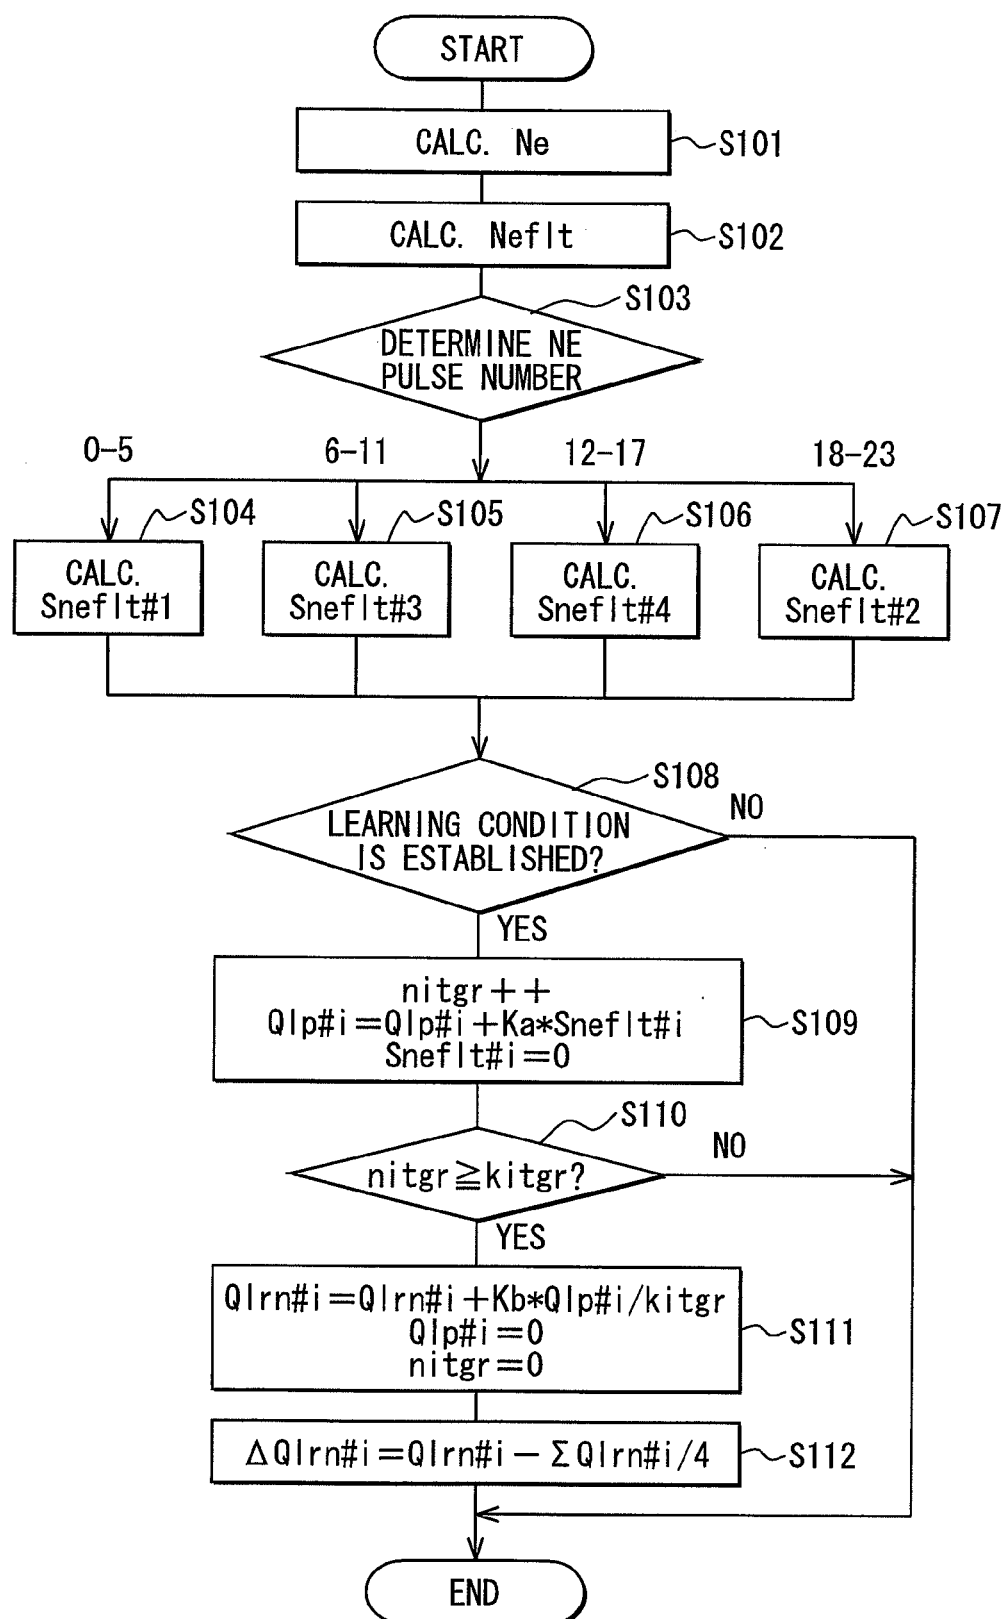 START
CALC. Ne
S101
CALC. Neflt
S102
S103
DETERMINE NE
PULSE NUMBER
0-5
6-11
12-17
18-23
S104
S105
S106
S107
CALC.
Sneflt#1
CALC.
Sneflt#3
CALC.
Sneflt#4
CALC.
Sneflt#2
S108
NO
LEARNING CONDITION
IS ESTABLISHED?
YES
nitgr++
Qlp#i=Qlp#i+Ka*Sneflt#i
Sneflt#i=0
S109
S110
NO
nitgr≧kitgr?
YES
Qlrn#i=Qlrn#i+Kb*Qlp#i/kitgr
Qlp#i=0
nitgr=0
S111
ΔQlrn#i=Qlrn#i-ΣQlrn#i/4
S112
END